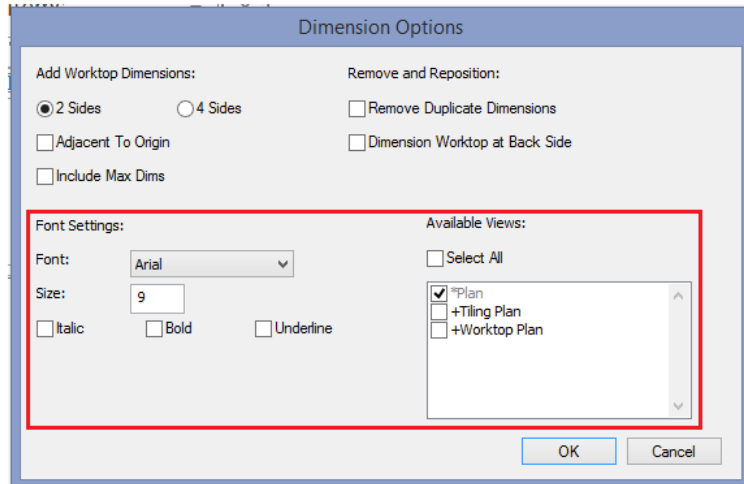 Dimension Options
Add Worktop Dimensions:
Remove and Reposition:
2 Sides
4 Sides
Remove Duplicate Dimensions
Adjacent To Origin
Dimension Worktop at Back Side
Include Max Dims
Font Settings:
Available Views:
Font:
Arial
Select All
Size:
9
*Plan
+Tiling Plan
+Worktop Plan
Italic
Bold
Underline
OK
Cancel